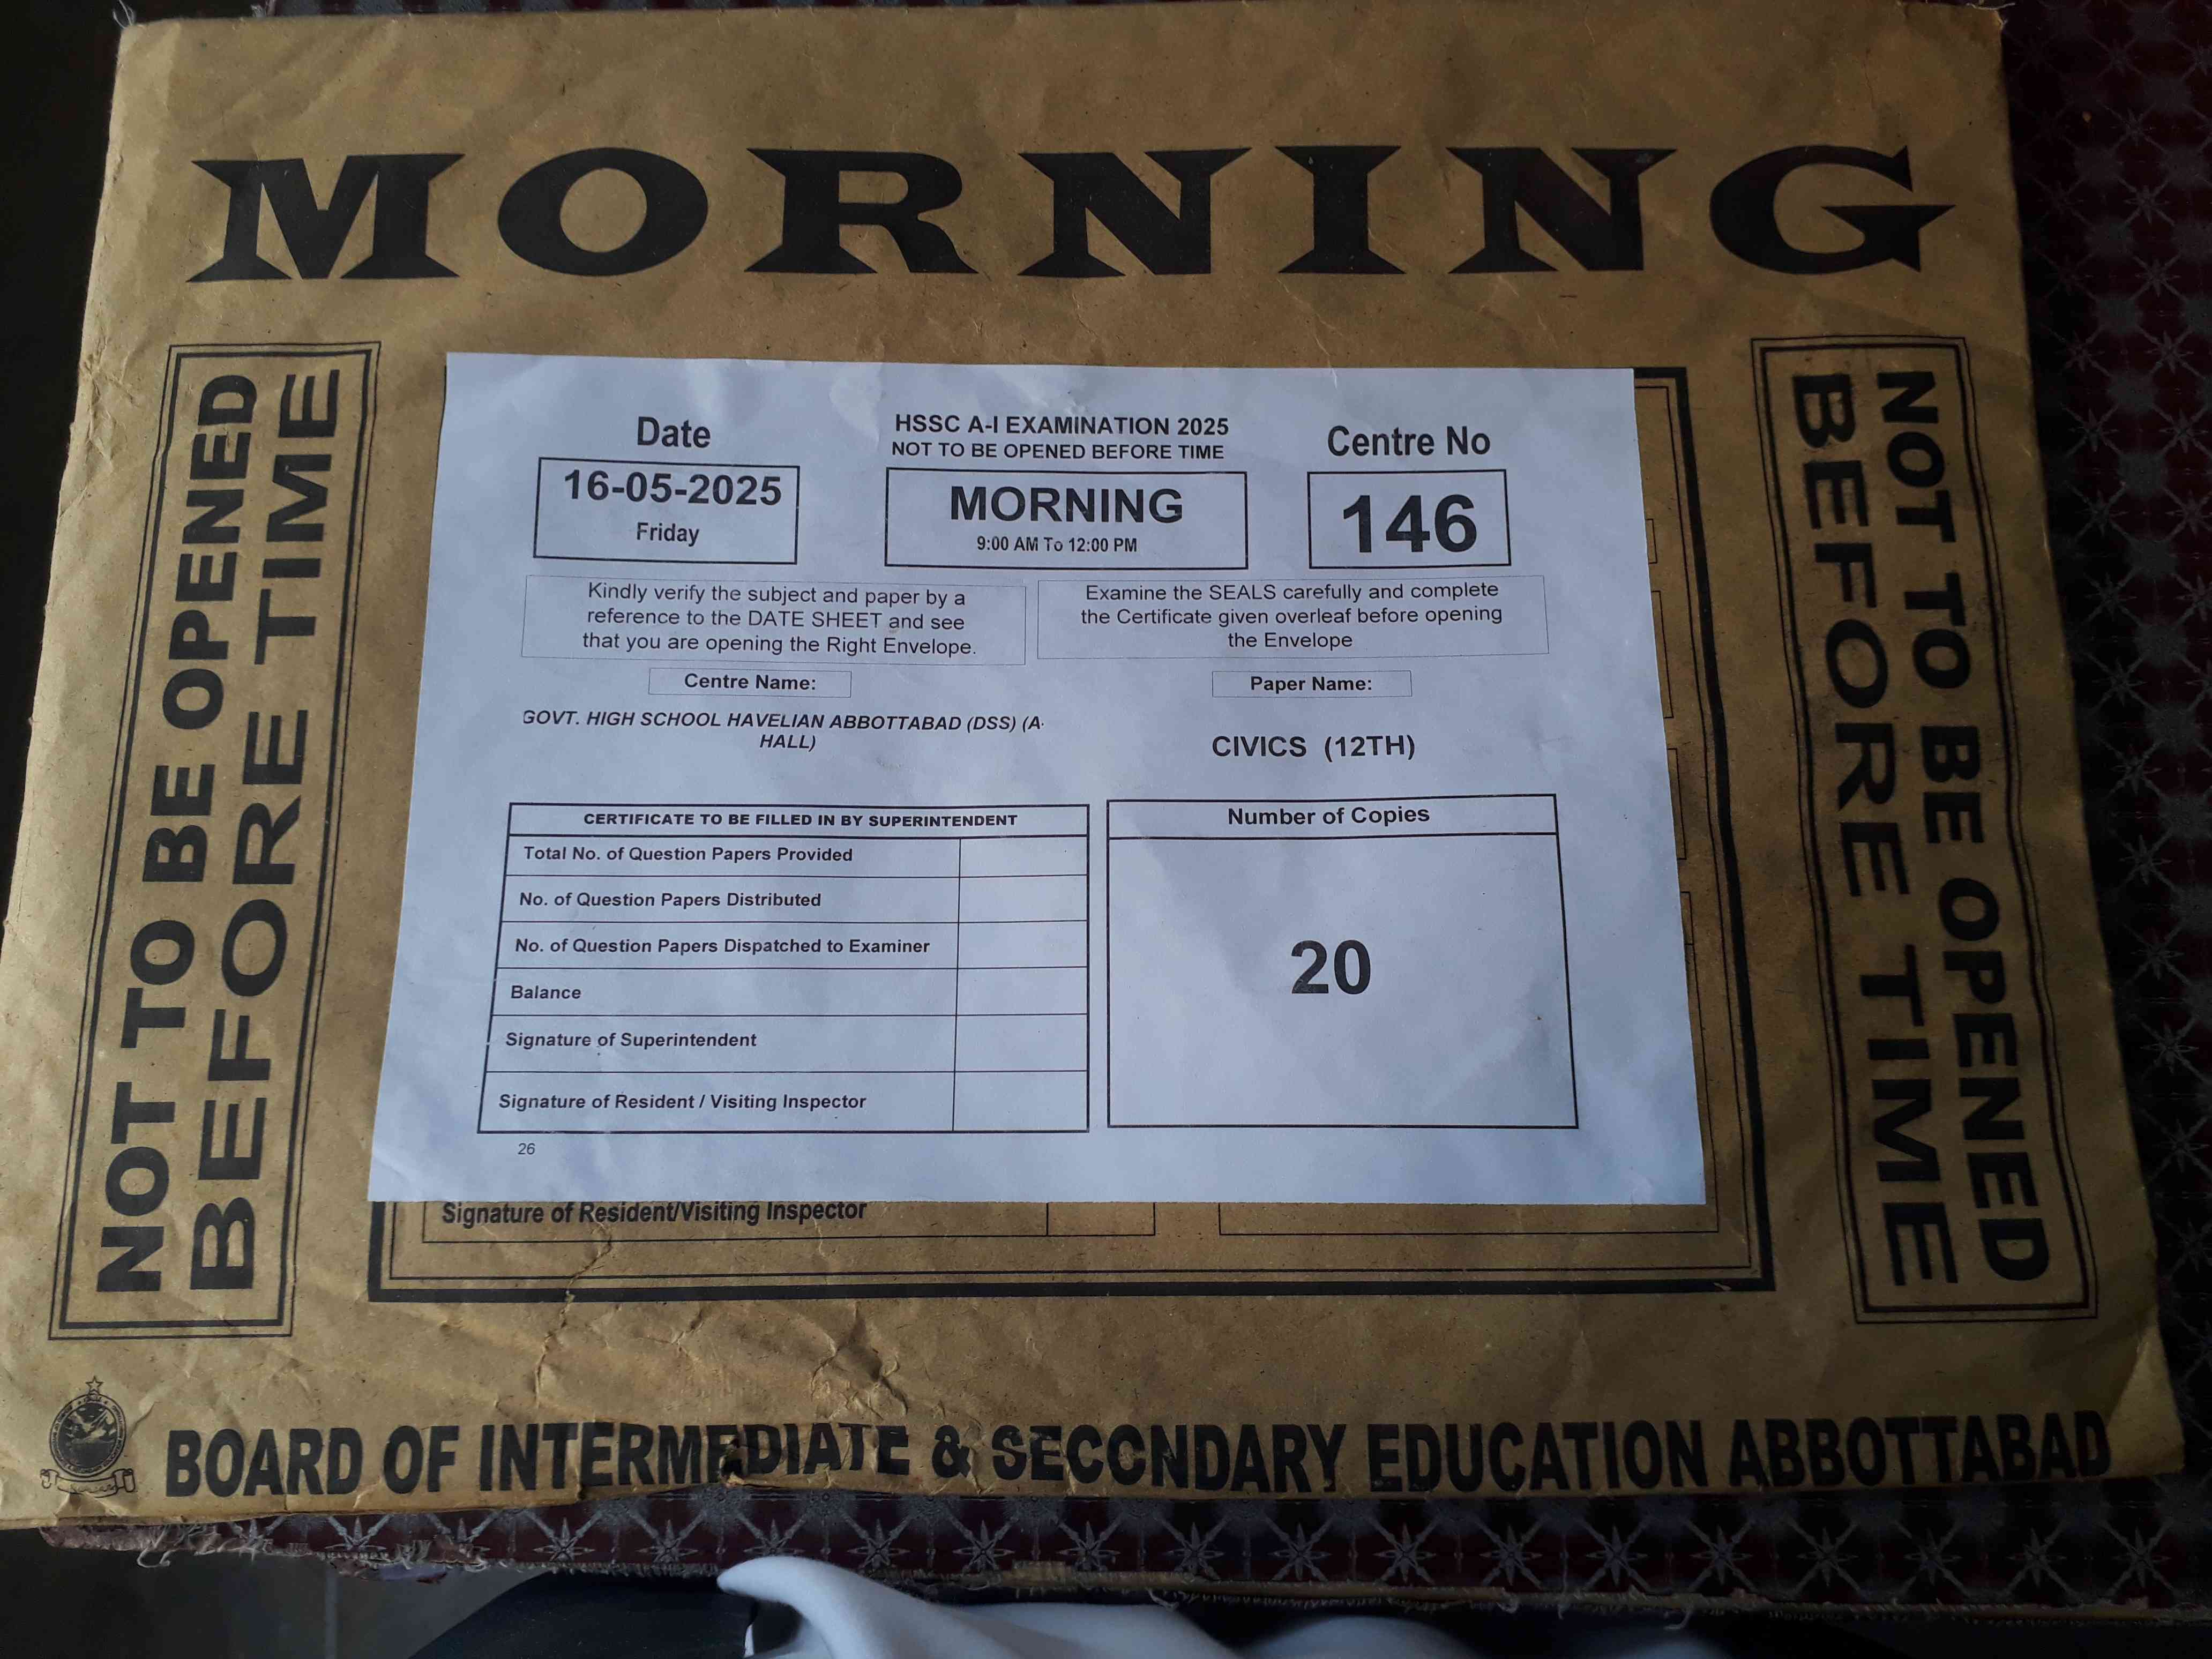 MORNING
NOT TO BE OPENED
BEFORE TIME
Date
16-05-2025
Friday
HSSC A-I EXAMINATION 2025
NOT TO BE OPENED BEFORE TIME
MORNING
9:00 AM To 12:00 PM
Centre No
146
Kindly verify the subject and paper by a
reference to the DATE SHEET and see
that you are opening the Right Envelope.
Examine the SEALS carefully and complete
the Certificate given overleaf before opening
the Envelope
Centre Name:
GOVT. HIGH SCHOOL HAVELIAN ABBOTTABAD (DSS) (A-
HALL)
Paper Name:
CIVICS (12TH)
CERTIFICATE TO BE FILLED IN BY SUPERINTENDENT
Total No. of Question Papers Provided
No. of Question Papers Distributed
No. of Question Papers Dispatched to Examiner
Balance
Signature of Superintendent
Signature of Resident / Visiting Inspector
Number of Copies
20
26
Signature of Resident/Visiting Inspector
NOT TO BE OPENED
BEFORE TIME
BOARD OF INTERMEDIATE & SECONDARY EDUCATION ABBOTTABAD